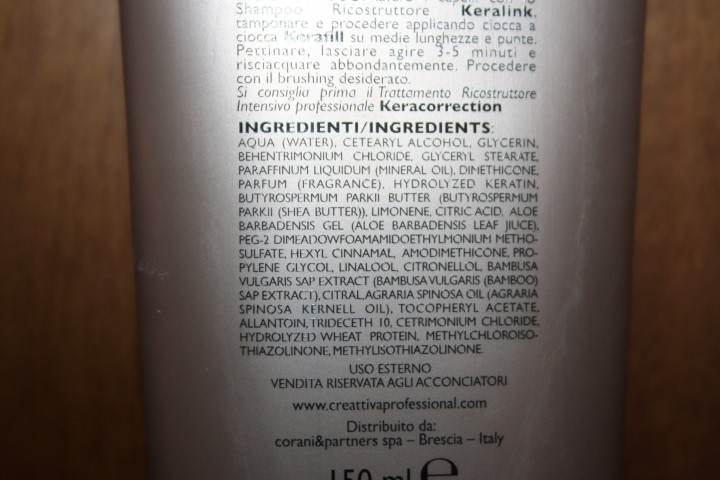 Shampoo Ricostruttore Keralink,
tamponare e procedere applicando ciocca a
ciocca Kerafill su medie lunghezze e punte.
Pettinare, lasciare agire 3-5 minuti e
risciacquare abbondantemente. Procedere
con il brushing desiderato.
Si consiglia prima il Trattamento Ricostruttore
Intensivo professionale Keracorrection
INGREDIENTI/INGREDIENTS:
AQUA (WATER), CETEARYL ALCOHOL, GLYCERIN,
BEHENTRIMONIUM CHLORIDE, GLYCERYL STEARATE,
PARAFFINUM LIQUIDUM (MINERAL OIL), DIMETHICONE,
PARFUM (FRAGRANCE), HYDROLYZED KERATIN,
BUTYROSPERMUM PARKII BUTTER (BUTYROSPERMUM
PARKII (SHEA BUTTER)), LIMONENE, CITRIC ACID, ALOE
BARBADENSIS GEL (ALOE BARBADENSIS LEAF JIUCE),
PEG-2 DIMEADOWFOAMAMIDOETHYLMONIUM METHO-
SULFATE, HEXYL CINNAMAL, AMODIMETHICONE, PRO-
PYLENE GLYCOL, LINALOOL, CITRONELLOL, BAMBUSA
VULGARIS SAP EXTRACT (BAMBUSA VULGARIS (BAMBOO)
SAP EXTRACT), CITRAL, AGRARIA SPINOSA OIL (AGRARIA
SPINOSA KERNELL OIL), TOCOPHERYL ACETATE,
ALLANTOIN, TRIDECETH 10, CETRIMONIUM CHLORIDE,
HYDROLYZED WHEAT PROTEIN, METHYLCHLOROISO-
THIAZOLINONE, METHYLISOTHIAZOLINONE.
USO ESTERNO
VENDITA RISERVATA AGLI ACCONCIATORI
www.creattivaprofessional.com
Distribuito da:
corani&partners spa – Brescia – Italy
150 ml ℮